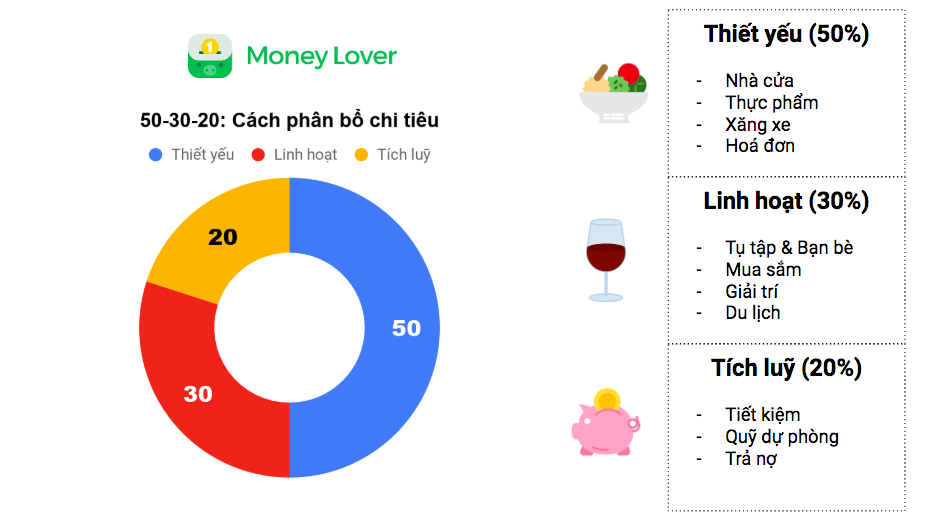 Money Lover
50-30-20: Cách phân bổ chi tiêu
Thiết yếu Linh hoạt Tích luỹ
20
50
30
Thiết yếu (50%)
- Nhà cửa
- Thực phẩm
- Xăng xe
- Hoá đơn
Linh hoạt (30%)
- Tụ tập & Bạn bè
- Mua sắm
- Giải trí
- Du lịch
Tích luỹ (20%)
- Tiết kiệm
- Quỹ dự phòng
- Trả nợ
1